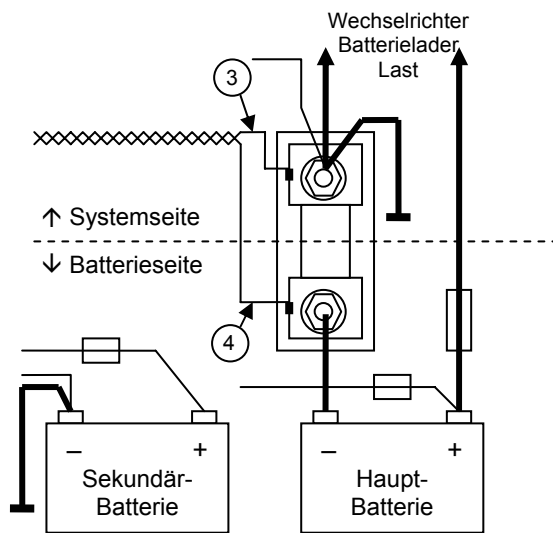 Wechselrichter
Batterielader
Last
3
↑ Systemseite
↓ Batterieseite
4
– +
Sekundär-
Batterie
– +
Haupt-
Batterie